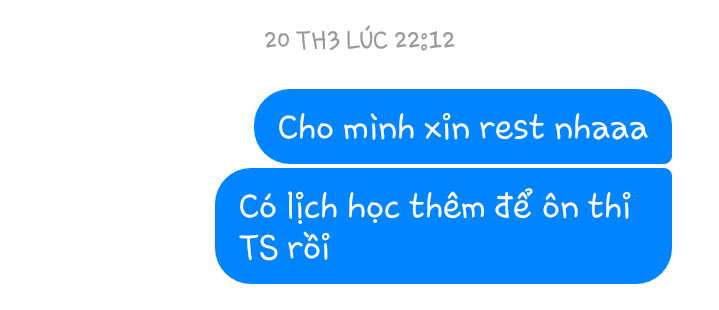 20 TH3 LÚC 22:12
Cho mình xin rest nhaaa
Có lịch học thêm để ôn thi
TS rồi